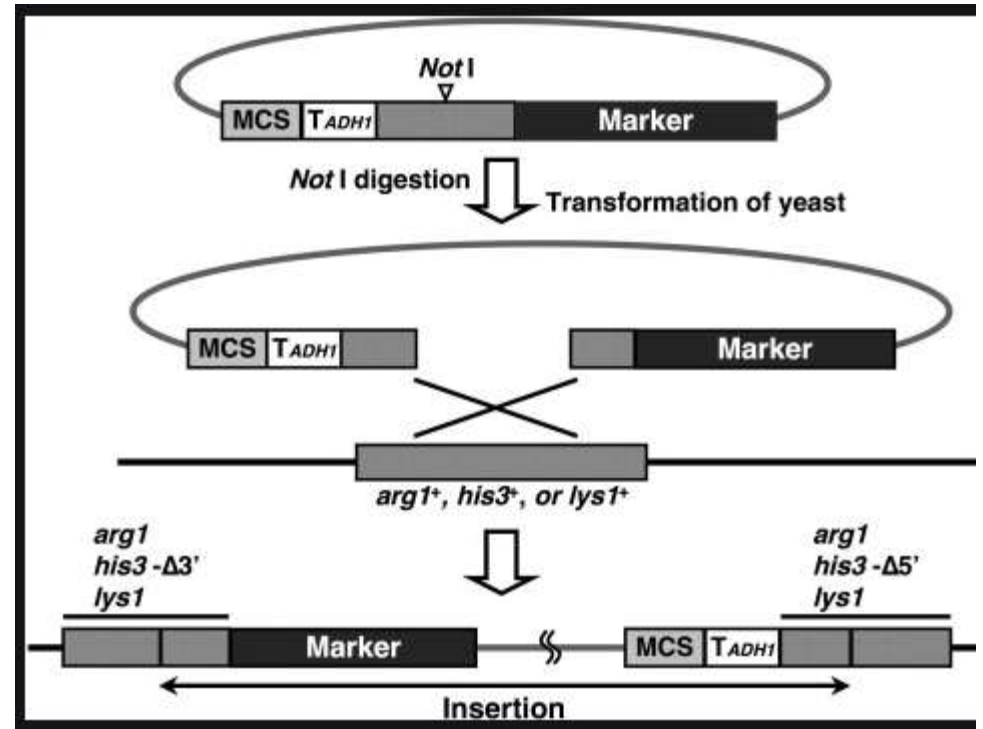 Not I
MCS TADH1 Marker
Not I digestion
Transformation of yeast
MCS TADH1 Marker
arg1+, his3+, or lys1+
arg1
his3 -Δ3'
lys1
arg1
his3 -Δ5'
lys1
Marker MCS TADH1
Insertion